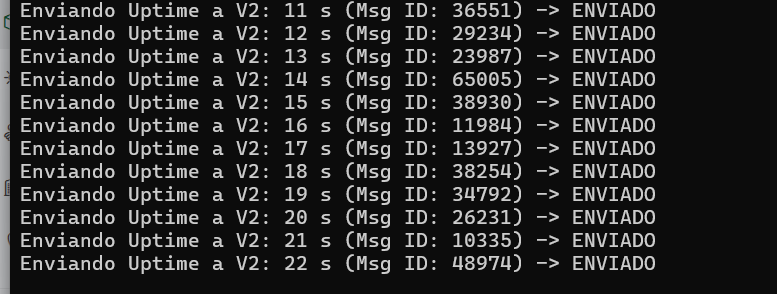 Enviando Uptime a V2: 11 s (Msg ID: 36551) -> ENVIADO
Enviando Uptime a V2: 12 s (Msg ID: 29234) -> ENVIADO
Enviando Uptime a V2: 13 s (Msg ID: 23987) -> ENVIADO
Enviando Uptime a V2: 14 s (Msg ID: 65005) -> ENVIADO
Enviando Uptime a V2: 15 s (Msg ID: 38930) -> ENVIADO
Enviando Uptime a V2: 16 s (Msg ID: 11984) -> ENVIADO
Enviando Uptime a V2: 17 s (Msg ID: 13927) -> ENVIADO
Enviando Uptime a V2: 18 s (Msg ID: 38254) -> ENVIADO
Enviando Uptime a V2: 19 s (Msg ID: 34792) -> ENVIADO
Enviando Uptime a V2: 20 s (Msg ID: 26231) -> ENVIADO
Enviando Uptime a V2: 21 s (Msg ID: 10335) -> ENVIADO
Enviando Uptime a V2: 22 s (Msg ID: 48974) -> ENVIADO